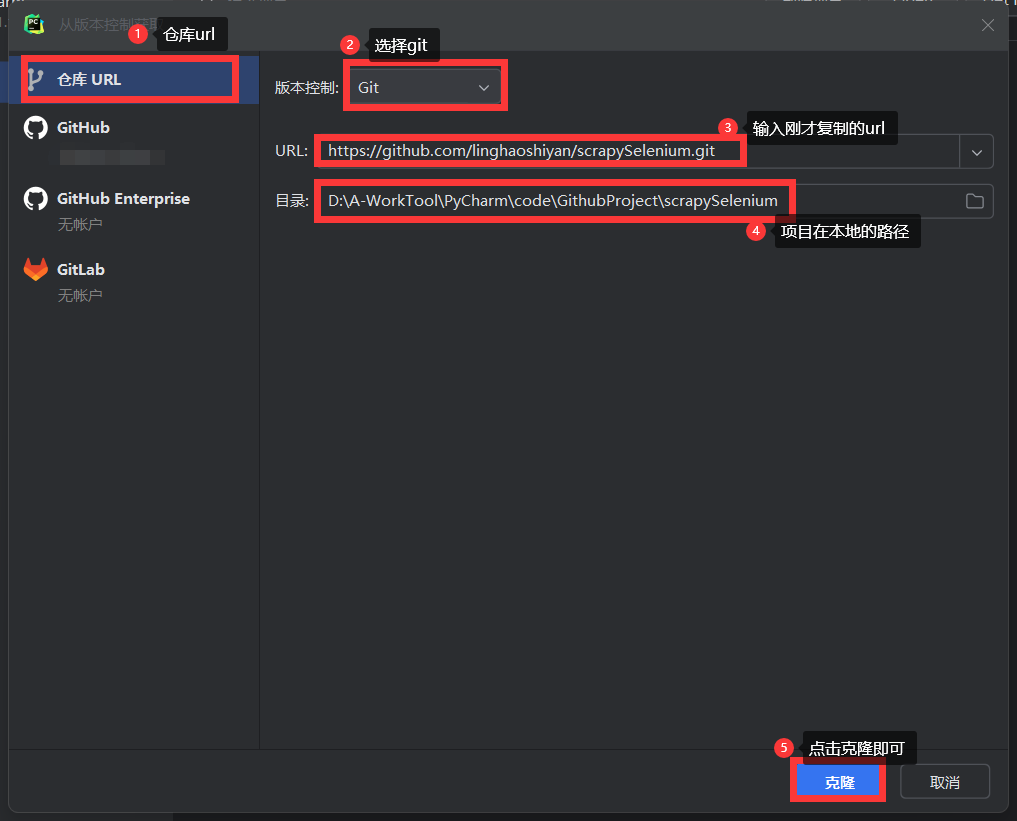 从版本控制获取
1 仓库url
2 选择git
仓库 URL
版本控制: Git
GitHub
3 输入刚才复制的url
URL: https://github.com/linghaoshiyan/scrapySelenium.git
GitHub Enterprise
无帐户
目录: D:\A-WorkTool\PyCharm\code\GithubProject\scrapySelenium
4 项目在本地的路径
GitLab
无帐户
5 点击克隆即可
克隆
取消